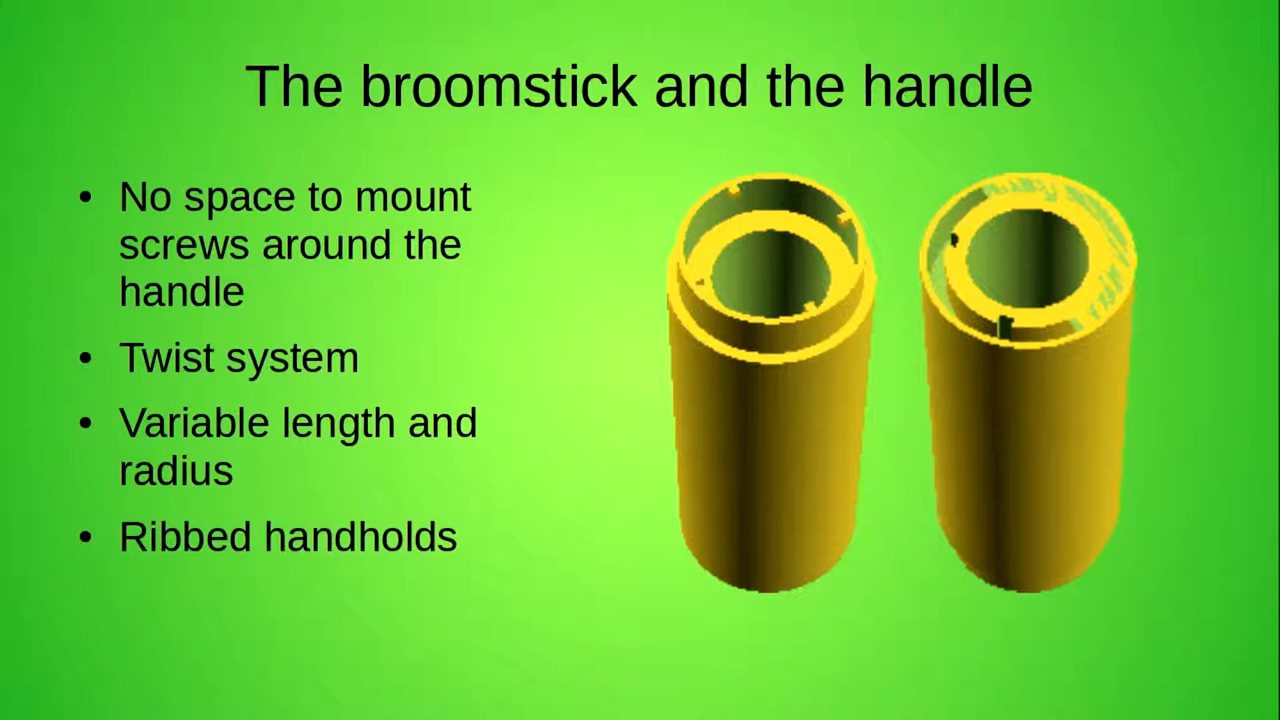 The broomstick and the handle
• No space to mount
screws around the
handle
• Twist system
• Variable length and
radius
• Ribbed handholds